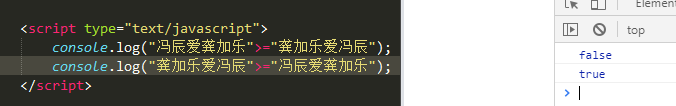 <script type="text/javascript">
console.log("冯辰爱龚加乐">="龚加乐爱冯辰");
console.log("龚加乐爱冯辰">="冯辰爱龚加乐");
</script>
Element
top
false
true
>